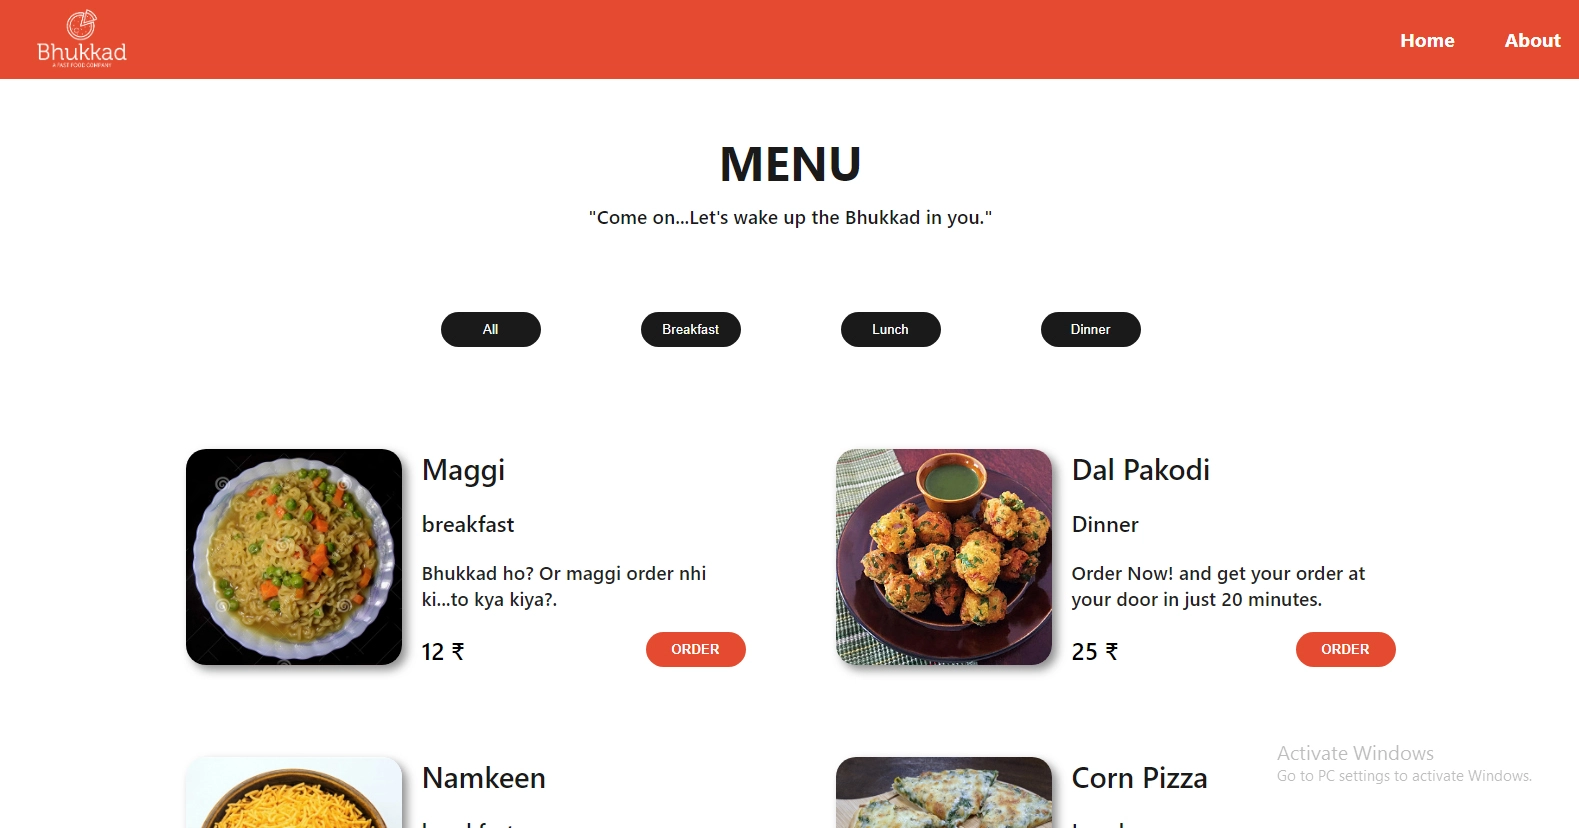 Bhukkad
A FAST FOOD COMPANY
Home
About
MENU
"Come on...Let's wake up the Bhukkad in you."
All
Breakfast
Lunch
Dinner
Maggi
breakfast
Bhukkad ho? Or maggi order nhi
ki...to kya kiya?.
12 ₹
ORDER
Dal Pakodi
Dinner
Order Now! and get your order at
your door in just 20 minutes.
25 ₹
ORDER
Namkeen
Corn Pizza
Activate Windows
Go to PC settings to activate Windows.